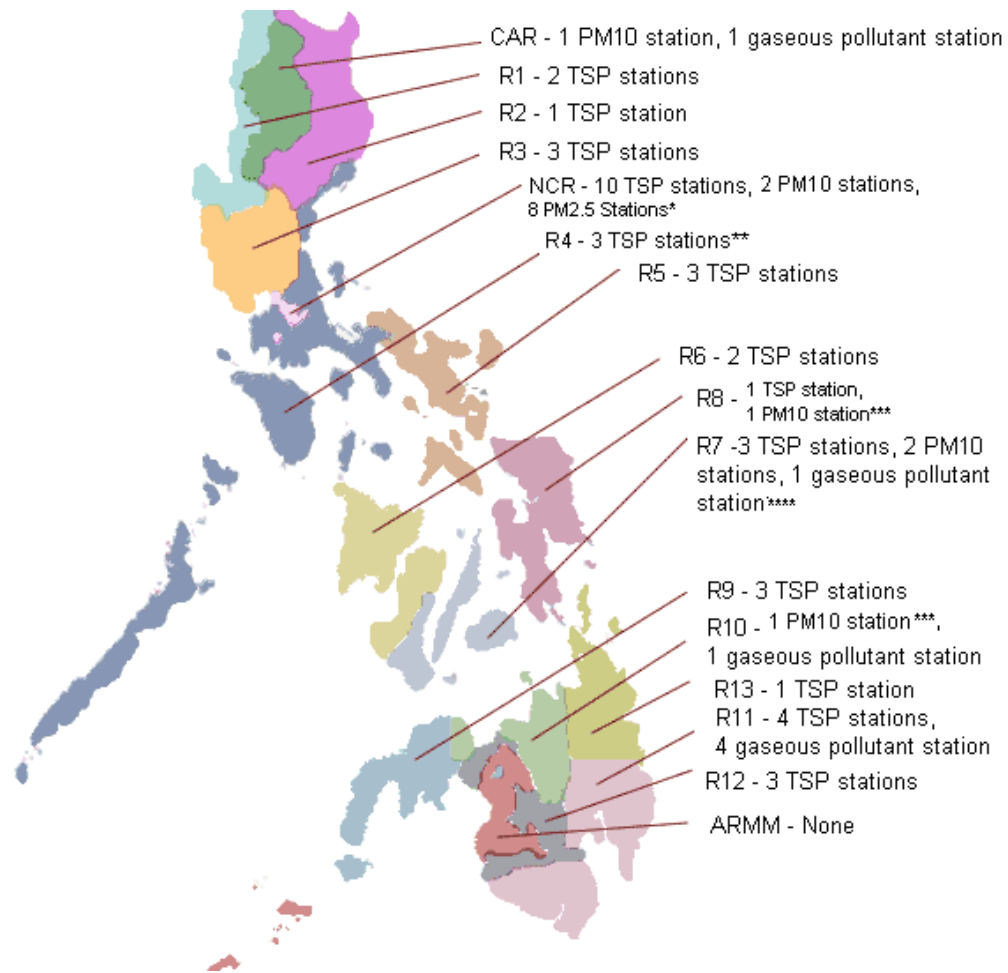 CAR - 1 PM10 station, 1 gaseous pollutant station
R1 - 2 TSP stations
R2 - 1 TSP station
R3 - 3 TSP stations
NCR - 10 TSP stations, 2 PM10 stations,
8 PM2.5 Stations*
R4 - 3 TSP stations**
R5 - 3 TSP stations
R6 - 2 TSP stations
R8 - 1 TSP station,
1 PM10 station***
R7 -3 TSP stations, 2 PM10
stations, 1 gaseous pollutant
station****
R9 - 3 TSP stations
R10 - 1 PM10 station***,
1 gaseous pollutant station
R13 - 1 TSP station
R11 - 4 TSP stations,
4 gaseous pollutant station
R12 - 3 TSP stations
ARMM - None